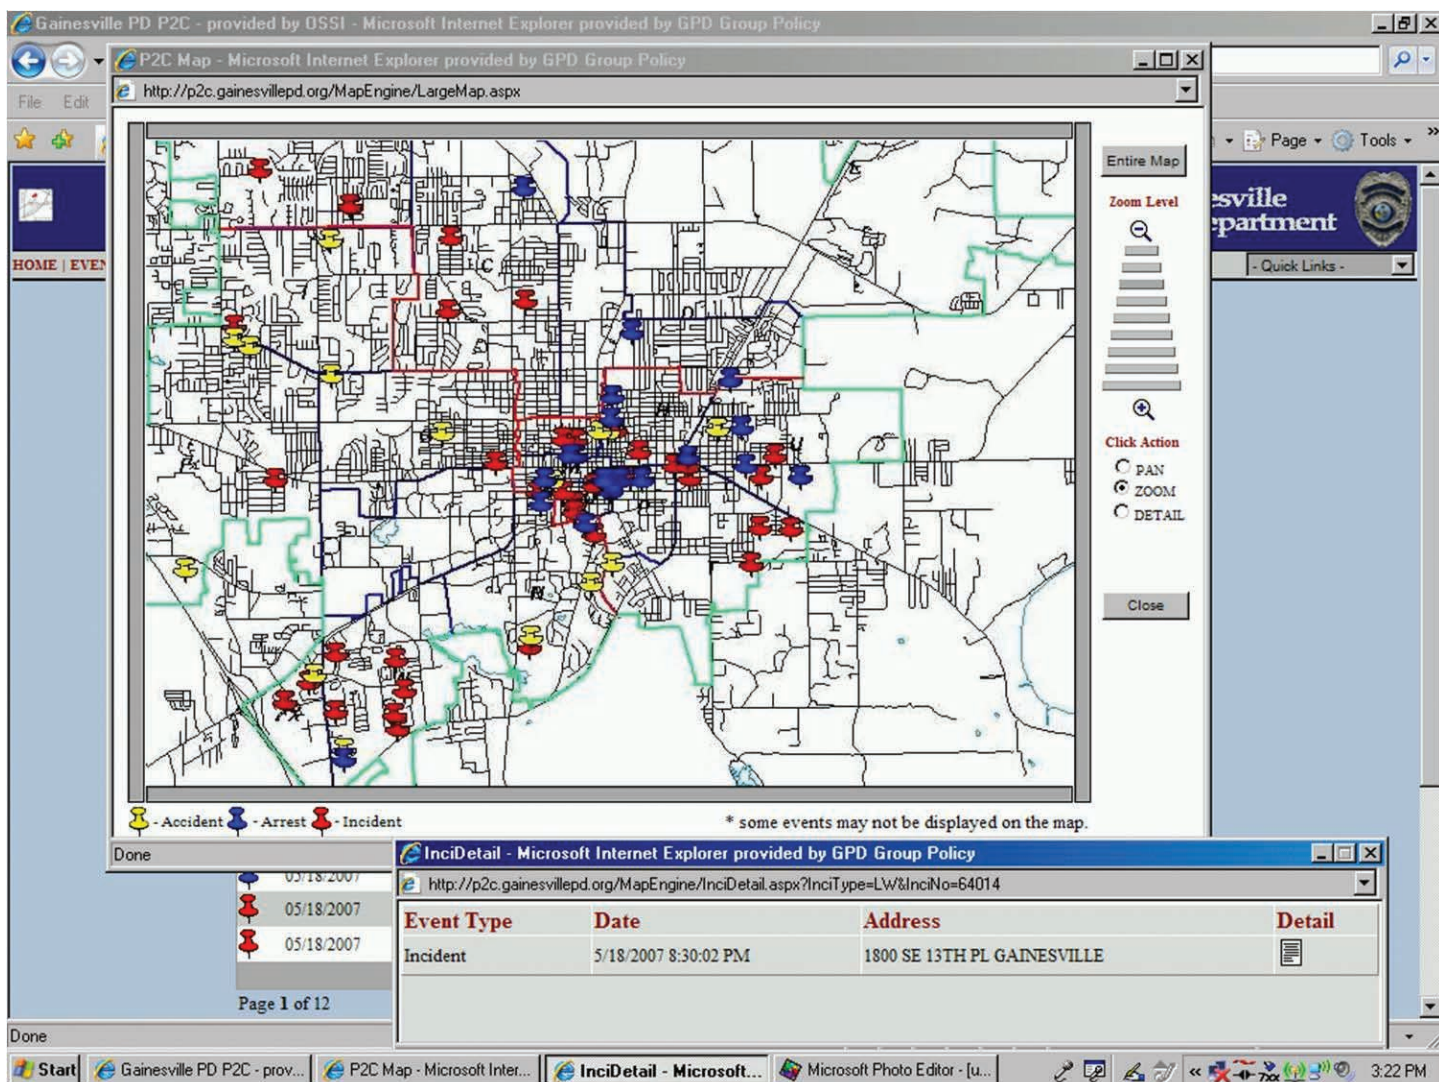 Gainesville PD P2C - provided by OSSI - Microsoft Internet Explorer provided by GPD Group Policy
P2C Map - Microsoft Internet Explorer provided by GPD Group Policy
http://p2c.gainesvillepd.org/MapEngine/LargeMap.aspx
File Edit
Page Tools »
Entire Map
Zoom Level
esville
epartment
HOME | EVEN
- Quick Links -
Click Action
PAN
ZOOM
DETAIL
Close
- Accident - Arrest - Incident
* some events may not be displayed on the map.
Done
InciDetail - Microsoft Internet Explorer provided by GPD Group Policy
http://p2c.gainesvillepd.org/MapEngine/InciDetail.aspx?InciType=LW&InciNo=64014
05/18/2007
05/18/2007
05/18/2007
Event Type Date Address Detail
Incident 5/18/2007 8:30:02 PM 1800 SE 13TH PL GAINESVILLE
Page 1 of 12
Done
Start Gainesville PD P2C - prov... P2C Map - Microsoft Inter... InciDetail - Microsoft... Microsoft Photo Editor - [u... « 3:22 PM